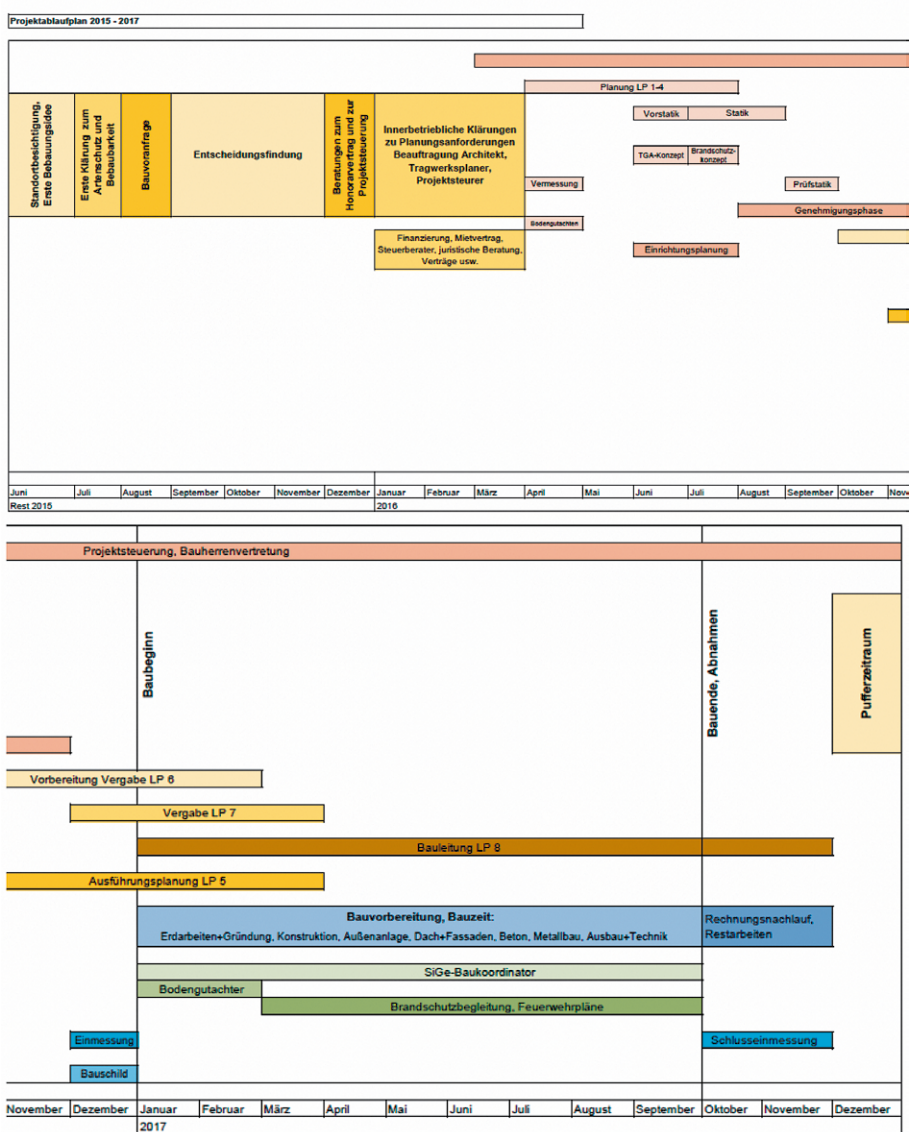 Projektablaufplan 2015 - 2017
Planung LP 1-4
Standortbesichtigung,
Erste Bebauungsidee
Erste Klärung zum
Artenschutz und
Bebaubarkeit
Bauvoranfrage
Entscheidungsfindung
Beratungen zum
Honorarvertrag und zur
Projektsteuerung
Innerbetriebliche Klärungen
zu Planungsanforderungen
Beauftragung Architekt,
Tragwerksplaner,
Projektsteurer
Vorstatik
Statik
TGA-Konzept
Brandschutz-
konzept
Vermessung
Prüfstatik
Genehmigungsphase
Bodengutachten
Finanzierung, Mietvertrag,
Steuerberater, juristische Beratung,
Verträge usw.
Einrichtungsplanung
Juni Juli August September Oktober November Dezember Januar Februar März April Mai Juni Juli August September Oktober Nove
Rest 2015 2016
Projektsteuerung, Bauherrenvertretung
Baubeginn
Bauende, Abnahmen
Pufferzeitraum
Vorbereitung Vergabe LP 6
Vergabe LP 7
Bauleitung LP 8
Ausführungsplanung LP 5
Bauvorbereitung, Bauzeit:
Erdarbeiten+Gründung, Konstruktion, Außenanlage, Dach+Fassaden, Beton, Metallbau, Ausbau+Technik
Rechnungsnachlauf,
Restarbeiten
SiGe-Baukoordinator
Bodengutachter
Brandschutzbegleitung, Feuerwehrpläne
Einmessung
Schlusseinmessung
Bauschild
November Dezember Januar Februar März April Mai Juni Juli August September Oktober November Dezember
2017